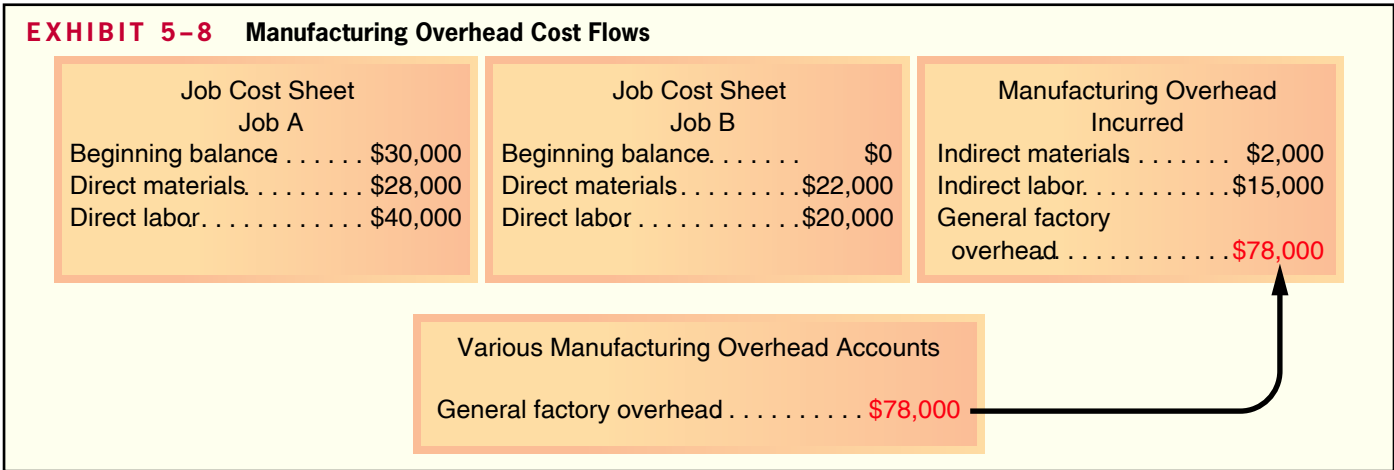 EXHIBIT 5–8 Manufacturing Overhead Cost Flows
Job Cost Sheet
Job A
Beginning balance . . . . . . $30,000
Direct materials. . . . . . . . . $28,000
Direct labor. . . . . . . . . . . . $40,000
Job Cost Sheet
Job B
Beginning balance. . . . . . . $0
Direct materials . . . . . . . . . $22,000
Direct labor . . . . . . . . . . . . . $20,000
Manufacturing Overhead
Incurred
Indirect materials . . . . . . . $2,000
Indirect labor. . . . . . . . . . . $15,000
General factory
overhead. . . . . . . . . . . . . $78,000
Various Manufacturing Overhead Accounts
General factory overhead . . . . . . . . . . $78,000